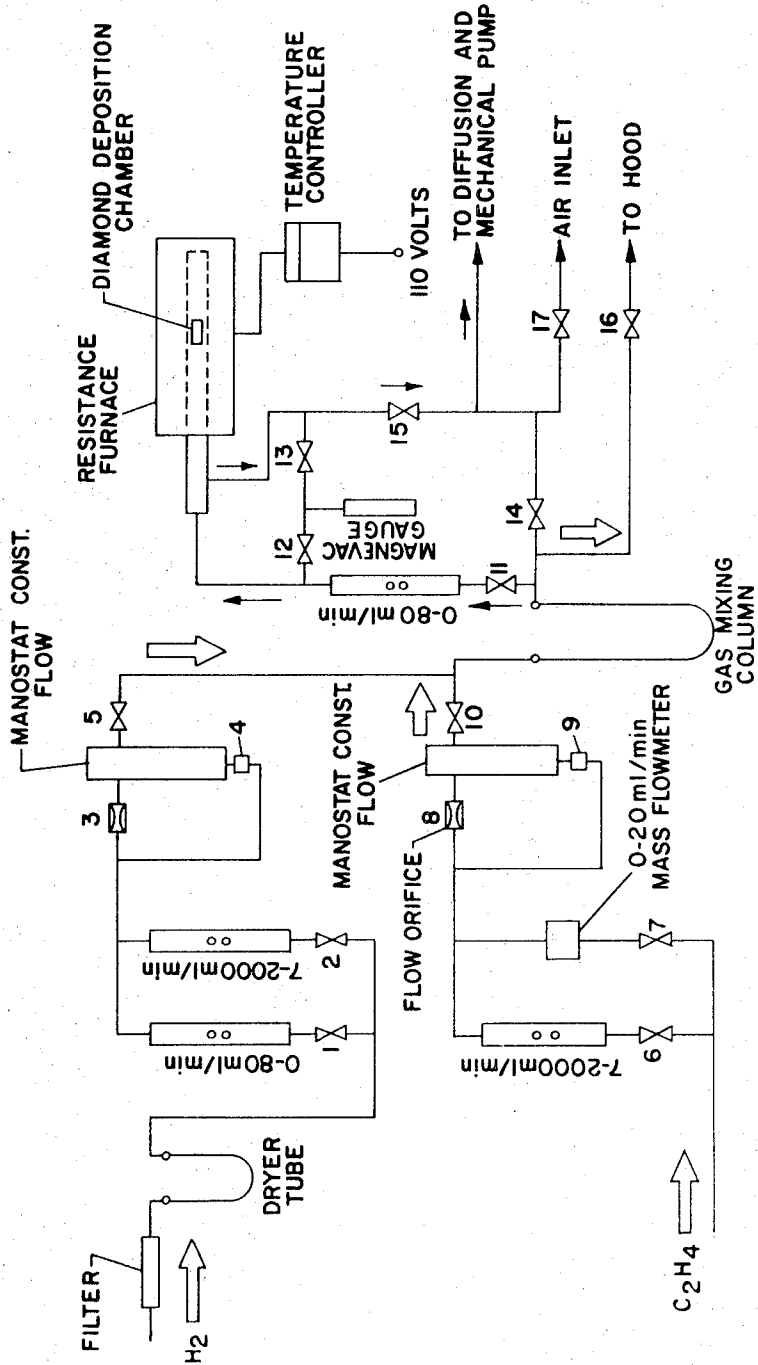 FILTER
H2
DRYER
TUBE
0-80ml/min
1
7-2000ml/min
2
MANOSTAT CONST.
FLOW
3
4
5
C2H4
7-2000ml/min
6
0-20 ml/min
MASS FLOWMETER
7
FLOW ORIFICE
8
MANOSTAT CONST.
FLOW
9
10
GAS MIXING
COLUMN
0-80 ml/min
11
12
MAGNEVAC
GAUGE
13
14
15
RESISTANCE
FURNACE
DIAMOND DEPOSITION
CHAMBER
TEMPERATURE
CONTROLLER
110 VOLTS
TO DIFFUSION AND
MECHANICAL PUMP
17
AIR INLET
16
TO HOOD